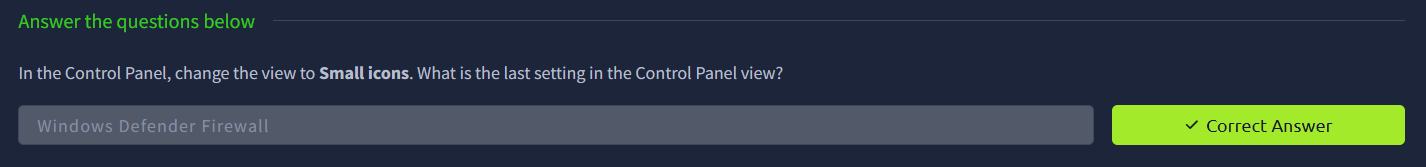 Answer the questions below
In the Control Panel, change the view to Small icons. What is the last setting in the Control Panel view?
Windows Defender Firewall
Correct Answer